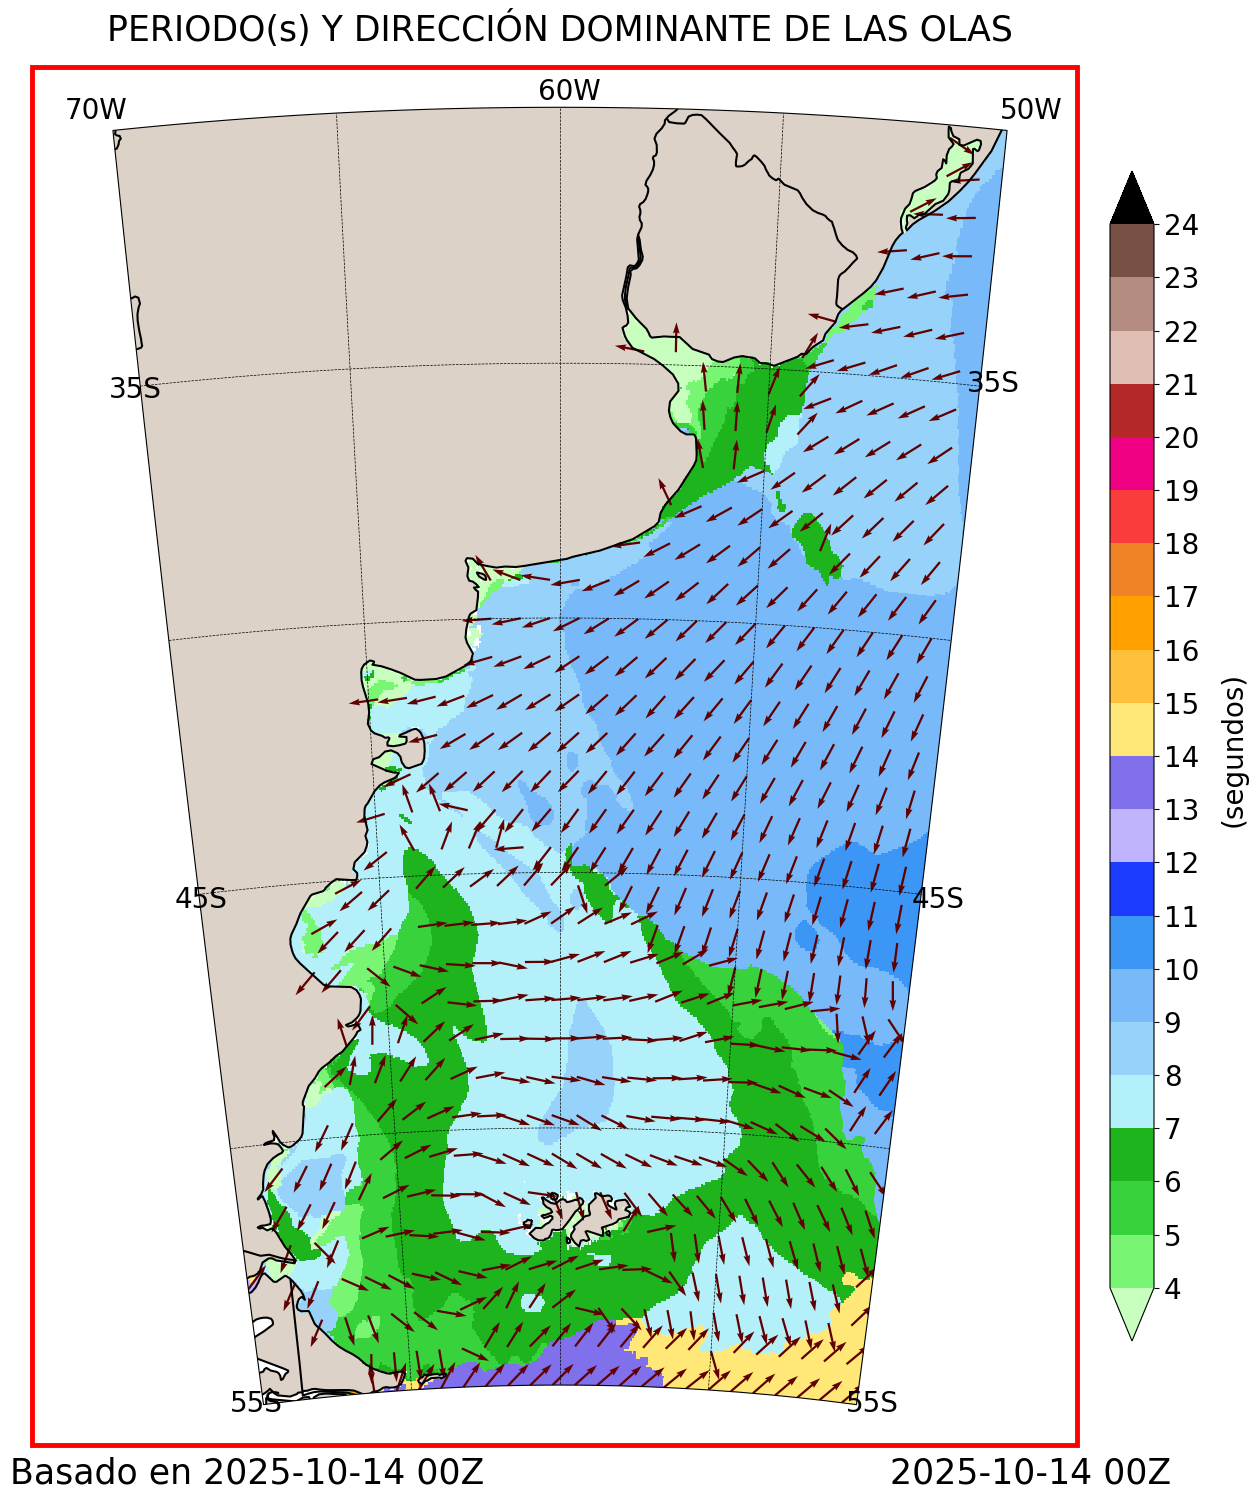 PERIODO(s) Y DIRECCIÓN DOMINANTE DE LAS OLAS
70W
60W
50W
35S
35S
45S
45S
55S
55S
24
23
22
21
20
19
18
17
16
15
14
13
12
11
10
9
8
7
6
5
4
(segundos)
Basado en 2025-10-14 00Z
2025-10-14 00Z